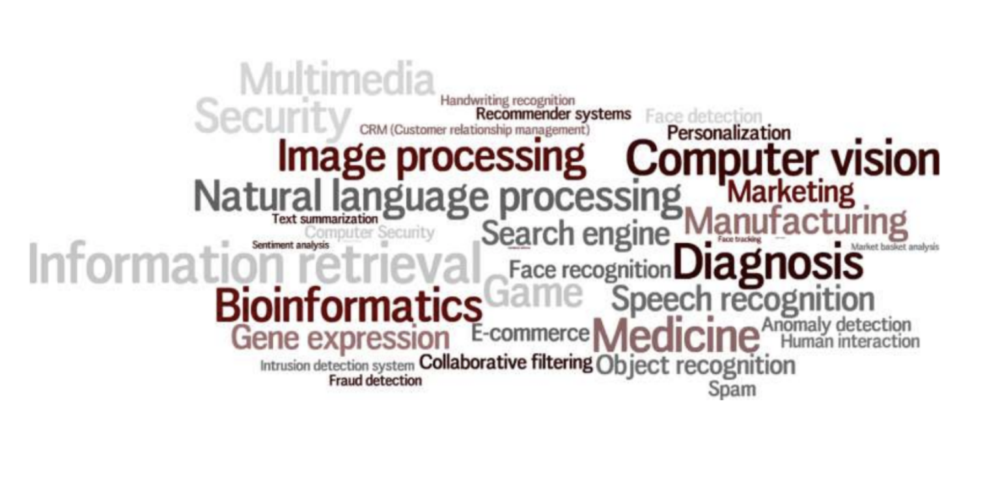 Multimedia
Handwriting recognition
Security
Recommender systems
Face detection
CRM (Customer relationship management)
Personalization
Image processing
Computer vision
Natural language processing
Marketing
Text summarization
Manufacturing
Computer Security
Search engine
Face tracking
Sentiment analysis
Market basket analysis
Information retrieval
Face recognition
Diagnosis
Game
Bioinformatics
Speech recognition
Gene expression
E-commerce
Medicine
Anomaly detection
Human interaction
Intrusion detection system
Collaborative filtering
Object recognition
Fraud detection
Spam